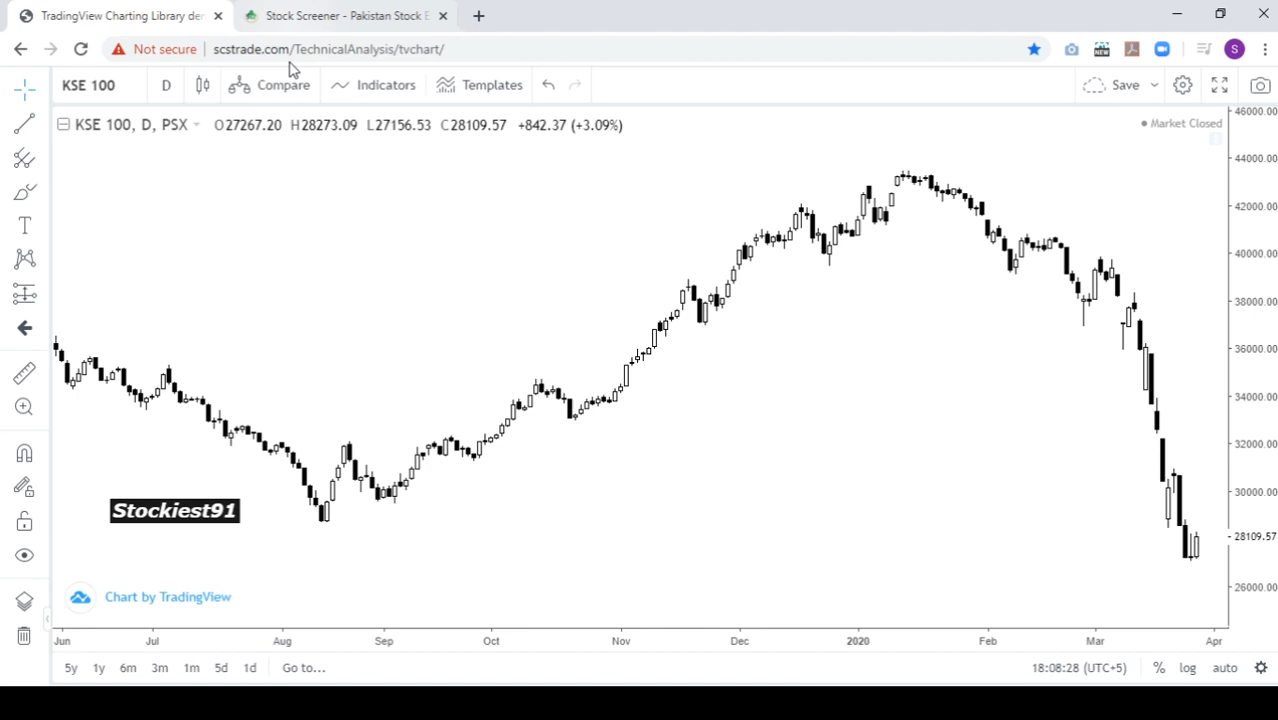 TradingView Charting Library de
Stock Screener - Pakistan Stock E
Not secure
scstrade.com/TechnicalAnalysis/tvchart/
NEW
S
KSE 100
D
Compare
Indicators
Templates
Save
KSE 100, D, PSX
O27267.20 H28273.09 L27156.53 C28109.57 +842.37 (+3.09%)
Market Closed
46000.00
44000.00
42000.00
40000.00
38000.00
36000.00
34000.00
32000.00
30000.00
28109.57
26000.00
Stockiest91
Chart by TradingView
Jun Jul Aug Sep Oct Nov Dec 2020 Feb Mar Apr
5y 1y 6m 3m 1m 5d 1d Go to...
18:08:28 (UTC+5) % log auto